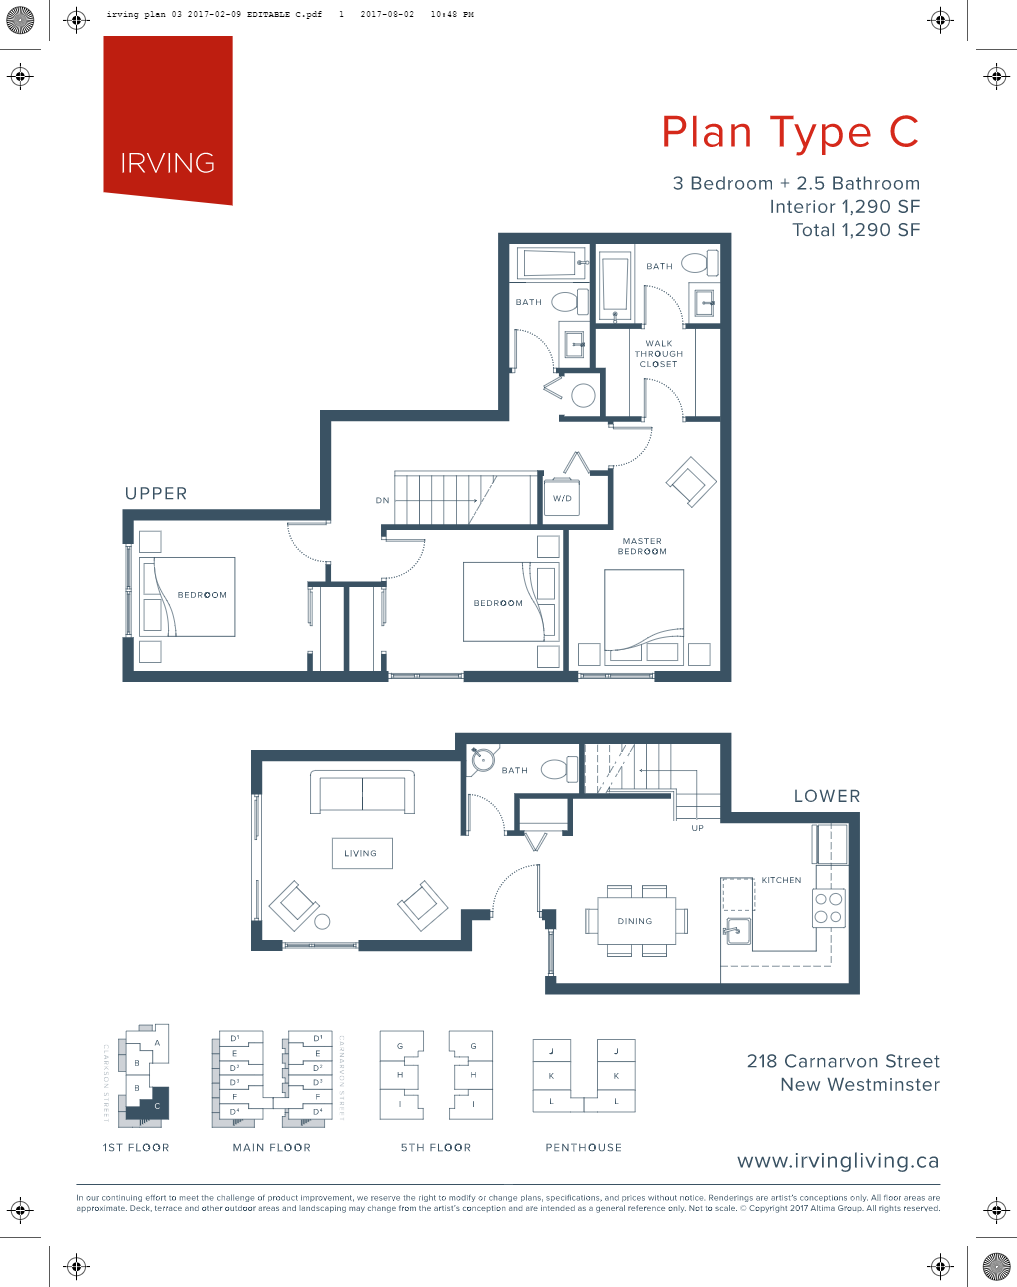 irving plan 03 2017-02-09 EDITABLE C.pdf 1 2017-08-02 10:48 PM
IRVING
Plan Type C
3 Bedroom + 2.5 Bathroom
Interior 1,290 SF
Total 1,290 SF
BATH
BATH
WALK
THROUGH
CLOSET
UPPER
DN
W/D
MASTER
BEDROOM
BEDROOM
BEDROOM
BATH
LOWER
UP
LIVING
KITCHEN
DINING
CLARKSON STREET
A
B
B
C
1ST FLOOR
D1 D1
E E
D2 D2
D3 D3
F F
D4 D4
CARNARVON STREET
MAIN FLOOR
G G
H H
I I
5TH FLOOR
J J
K K
L L
PENTHOUSE
218 Carnarvon Street
New Westminster
www.irvingliving.ca
In our continuing effort to meet the challenge of product improvement, we reserve the right to modify or change plans, specifications, and prices without notice. Renderings are artist's conceptions only. All floor areas are
approximate. Deck, terrace and other outdoor areas and landscaping may change from the artist's conception and are intended as a general reference only. Not to scale. © Copyright 2017 Altima Group. All rights reserved.